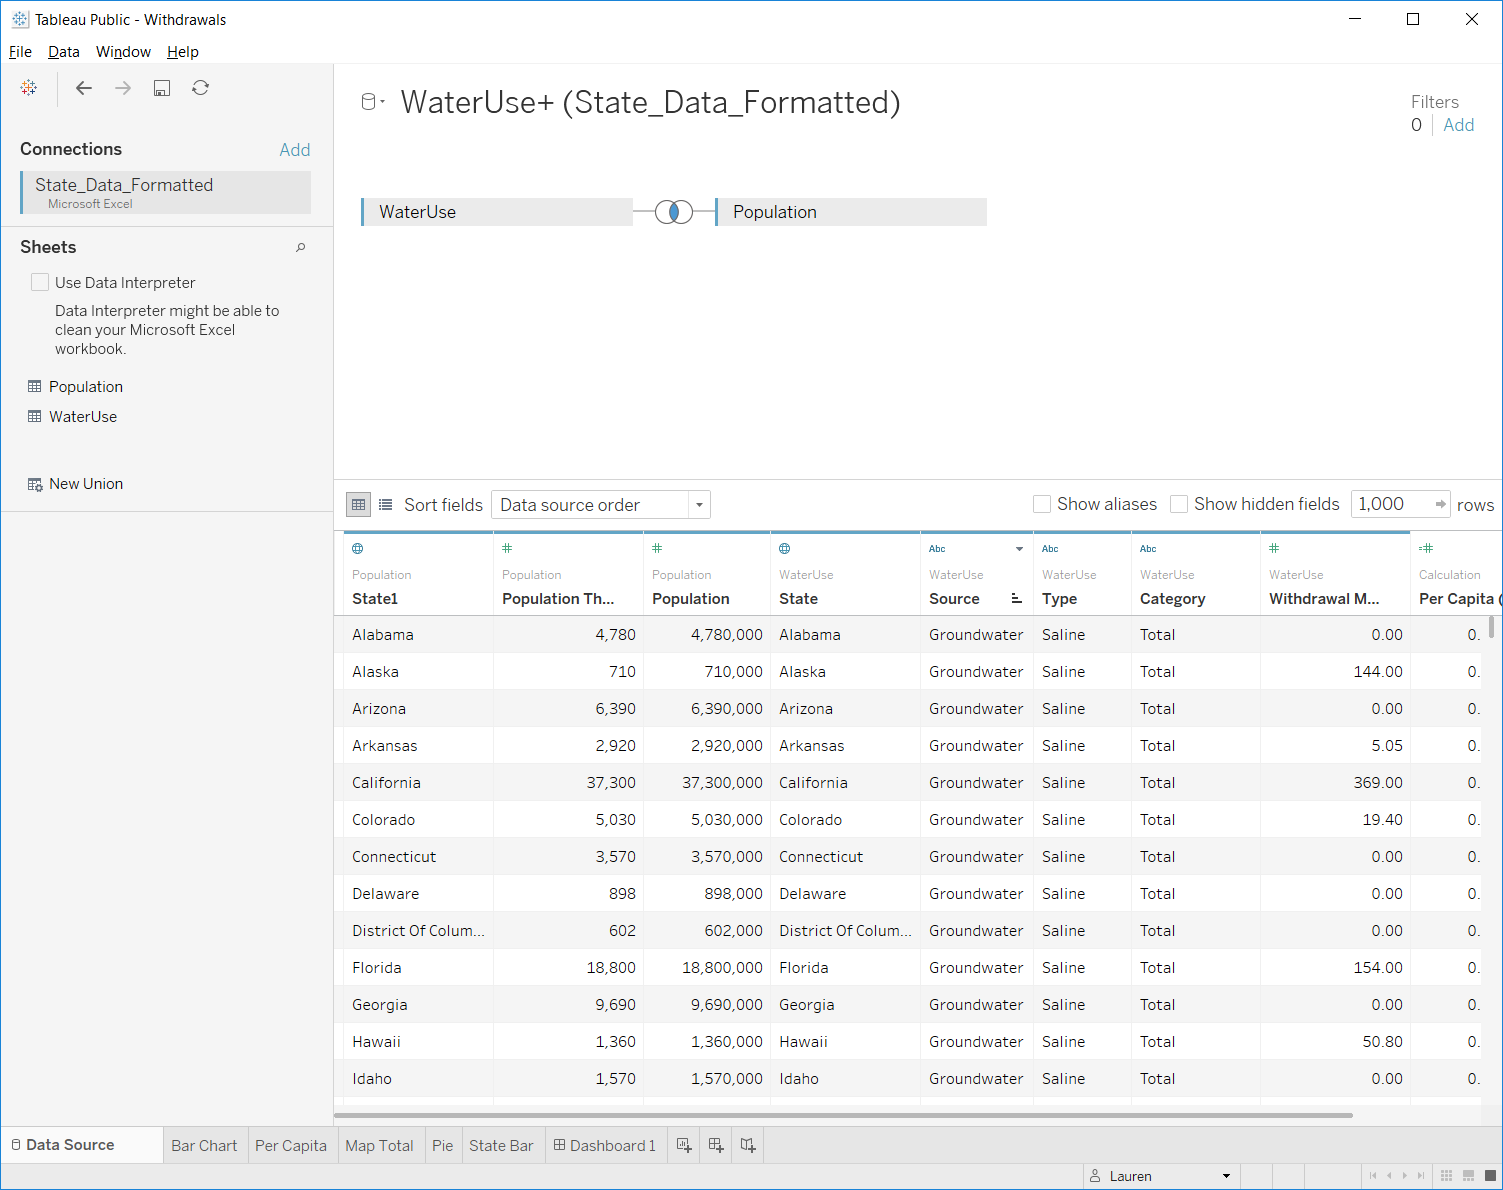 Tableau Public - Withdrawals
File Data Window Help
Connections Add
State_Data_Formatted
Microsoft Excel
Sheets
Use Data Interpreter
Data Interpreter might be able to
clean your Microsoft Excel
workbook.
Population
WaterUse
New Union
WaterUse+ (State_Data_Formatted)
Filters
0 Add
WaterUse Population
Sort fields Data source order Show aliases Show hidden fields 1,000 rows
# # Abc Abc Abc # =#
Population Population Population WaterUse WaterUse WaterUse WaterUse WaterUse Calculation
State1 Population Th... Population State Source Type Category Withdrawal M... Per Capita (
Alabama 4,780 4,780,000 Alabama Groundwater Saline Total 0.00 0.
Alaska 710 710,000 Alaska Groundwater Saline Total 144.00 0.
Arizona 6,390 6,390,000 Arizona Groundwater Saline Total 0.00 0.
Arkansas 2,920 2,920,000 Arkansas Groundwater Saline Total 5.05 0.
California 37,300 37,300,000 California Groundwater Saline Total 369.00 0.
Colorado 5,030 5,030,000 Colorado Groundwater Saline Total 19.40 0.
Connecticut 3,570 3,570,000 Connecticut Groundwater Saline Total 0.00 0.
Delaware 898 898,000 Delaware Groundwater Saline Total 0.00 0.
District Of Colum... 602 602,000 District Of Colum... Groundwater Saline Total 0.00 0.
Florida 18,800 18,800,000 Florida Groundwater Saline Total 154.00 0.
Georgia 9,690 9,690,000 Georgia Groundwater Saline Total 0.00 0.
Hawaii 1,360 1,360,000 Hawaii Groundwater Saline Total 50.80 0.
Idaho 1,570 1,570,000 Idaho Groundwater Saline Total 0.00 0.
Data Source Bar Chart Per Capita Map Total Pie State Bar Dashboard 1
Lauren